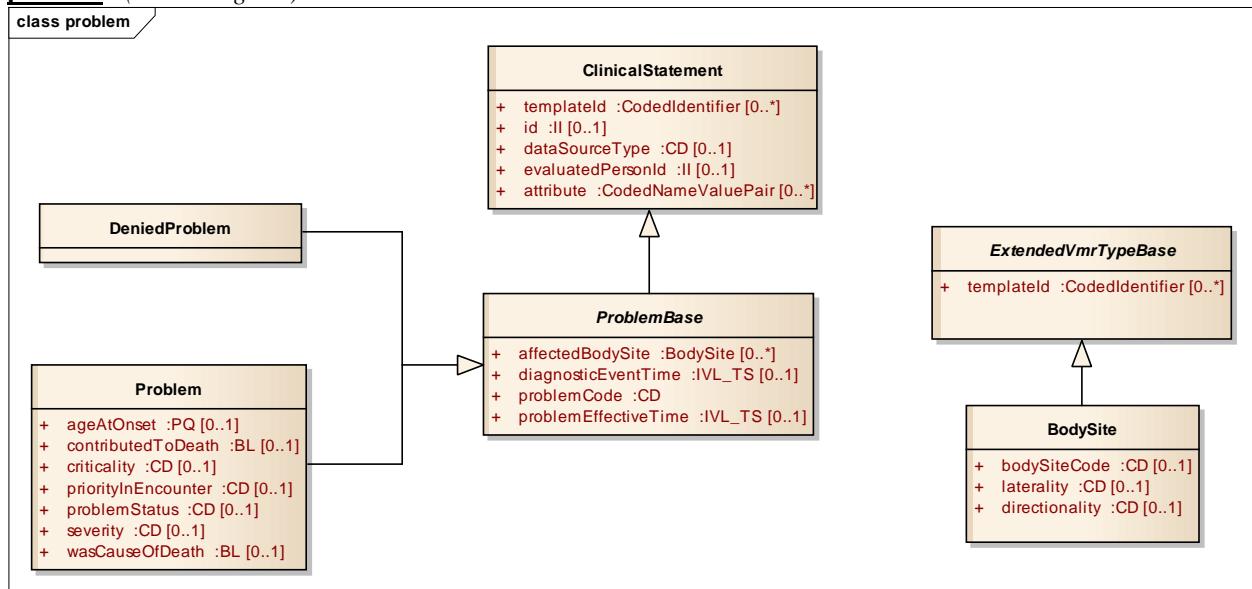 class problem
ClinicalStatement
+ templateId :CodedIdentifier [0..*]
+ id :II [0..1]
+ dataSourceType :CD [0..1]
+ evaluatedPersonId :II [0..1]
+ attribute :CodedNameValuePair [0..*]
DeniedProblem
ExtendedVmrTypeBase
+ templateId :CodedIdentifier [0..*]
ProblemBase
+ affectedBodySite :BodySite [0..*]
+ diagnosticEventTime :IVL_TS [0..1]
+ problemCode :CD
+ problemEffectiveTime :IVL_TS [0..1]
Problem
+ ageAtOnset :PQ [0..1]
+ contributedToDeath :BL [0..1]
+ criticality :CD [0..1]
+ priorityInEncounter :CD [0..1]
+ problemStatus :CD [0..1]
+ severity :CD [0..1]
+ wasCauseOfDeath :BL [0..1]
BodySite
+ bodySiteCode :CD [0..1]
+ laterality :CD [0..1]
+ directionality :CD [0..1]